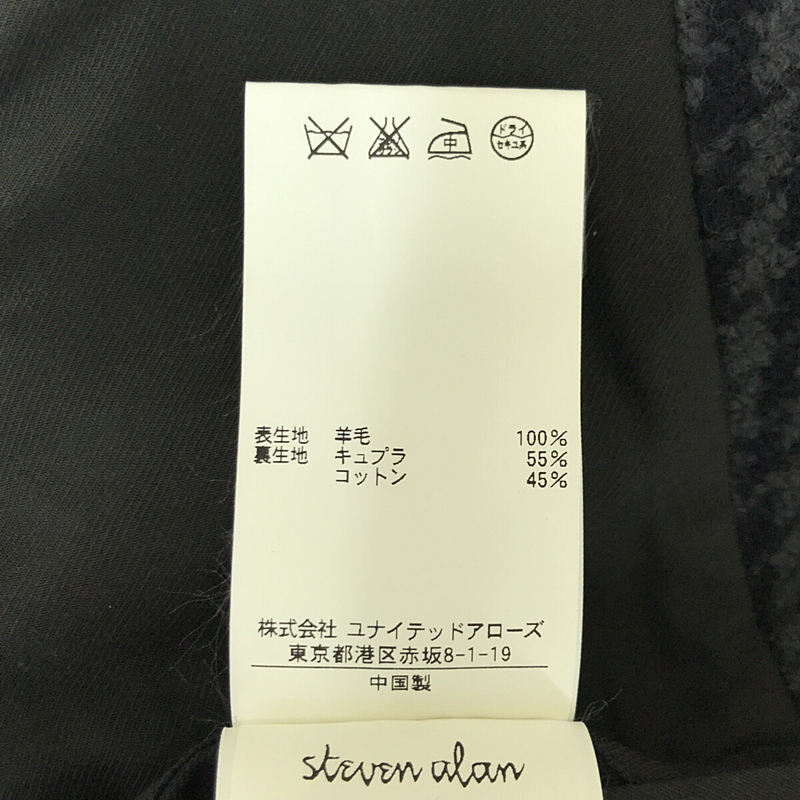 中 ドライ セキユ系
表生地 羊毛 100%
裏生地 キュプラ 55%
コットン 45%
株式会社 ユナイテッドアローズ
東京都港区赤坂8-1-19
中国製
steven alan